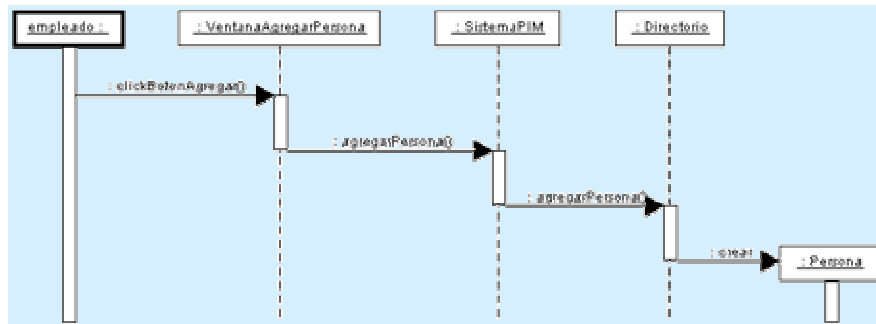 empleado :
: VentanaAgregarPersona
: SistemaPIM
: Directorio
: clickBotonAgregar()
: agregarPersona()
: agregarPersona()
: crear
: Persona